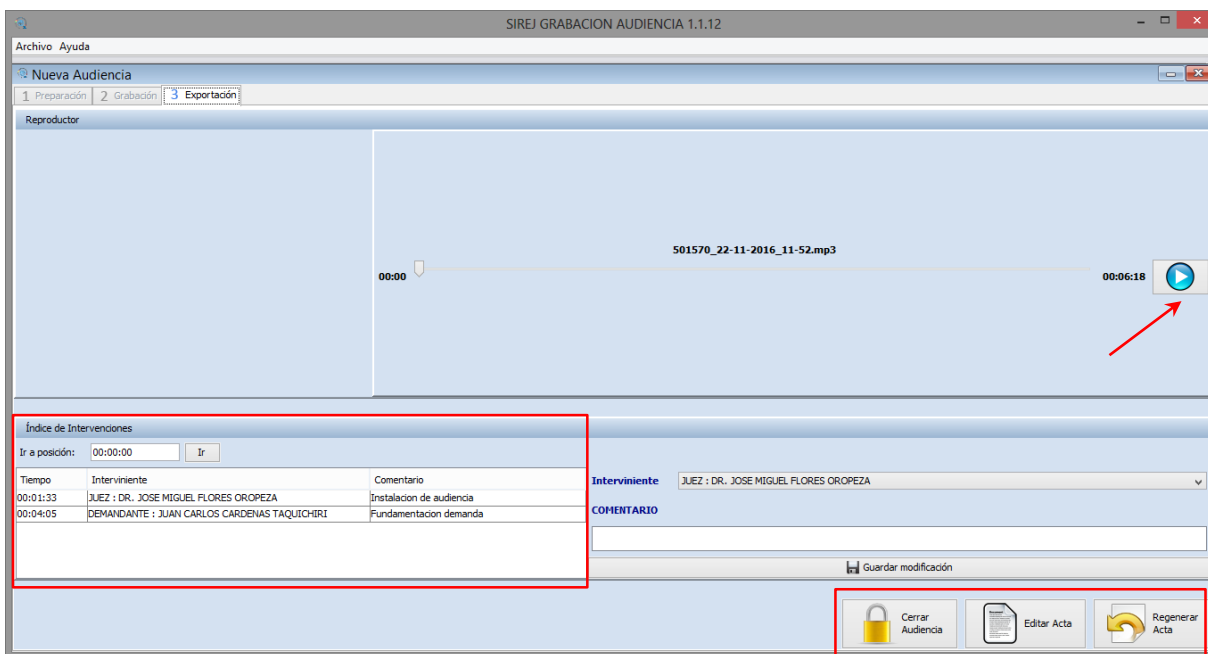 SIREJ GRABACION AUDIENCIA 1.1.12
Archivo Ayuda
Nueva Audiencia
1 Preparación 2 Grabación 3 Exportación
Reproductor
501570_22-11-2016_11-52.mp3
00:00 00:06:18
Índice de Intervenciones
Ir a posición: 00:00:00 Ir
Tiempo Interviniente Comentario
00:01:33 JUEZ : DR. JOSE MIGUEL FLORES OROPEZA Instalacion de audiencia
00:04:05 DEMANDANTE : JUAN CARLOS CARDENAS TAQUICHIRI Fundamentacion demanda
Interviniente JUEZ : DR. JOSE MIGUEL FLORES OROPEZA
COMENTARIO
Guardar modificación
Cerrar
Audiencia
Editar Acta
Regenerar
Acta